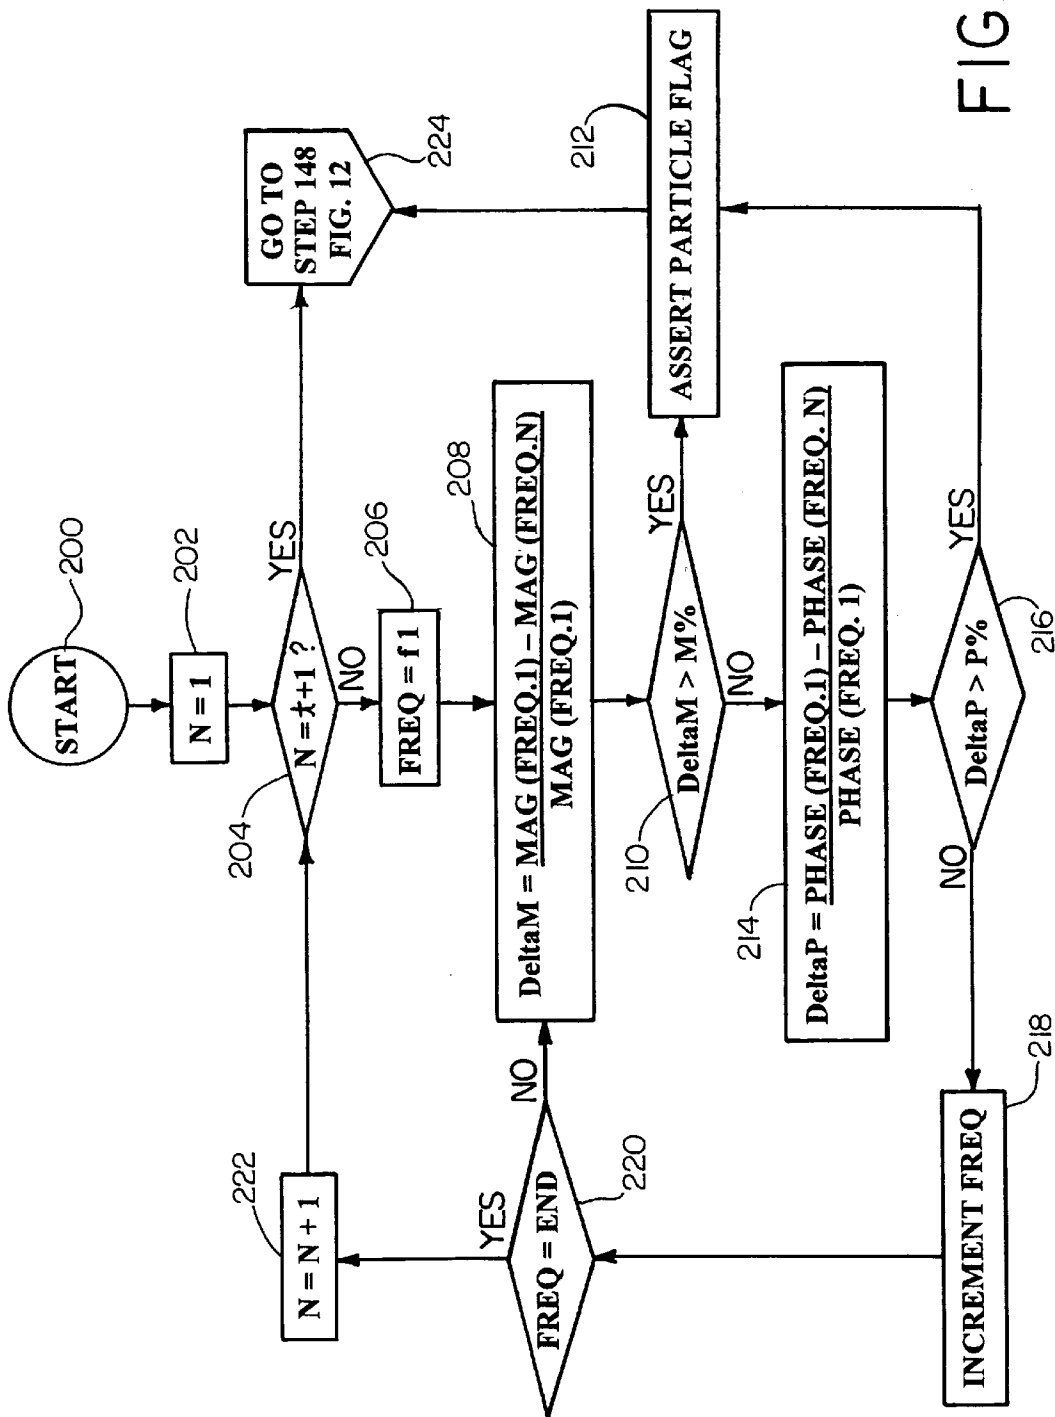 START
200
N = 1
202
204
N = t+1 ?
YES
NO
GO TO
STEP 148
FIG. 12
224
FREQ = f1
206
N = N + 1
222
DeltaM = MAG (FREQ.1) – MAG (FREQ.N)
MAG (FREQ.1)
208
FREQ = END
YES
NO
220
210
DeltaM > M%
YES
NO
ASSERT PARTICLE FLAG
212
214
DeltaP = PHASE (FREQ.1) – PHASE (FREQ. N)
PHASE (FREQ. 1)
DeltaP > P%
NO
YES
216
INCREMENT FREQ
218
FIG